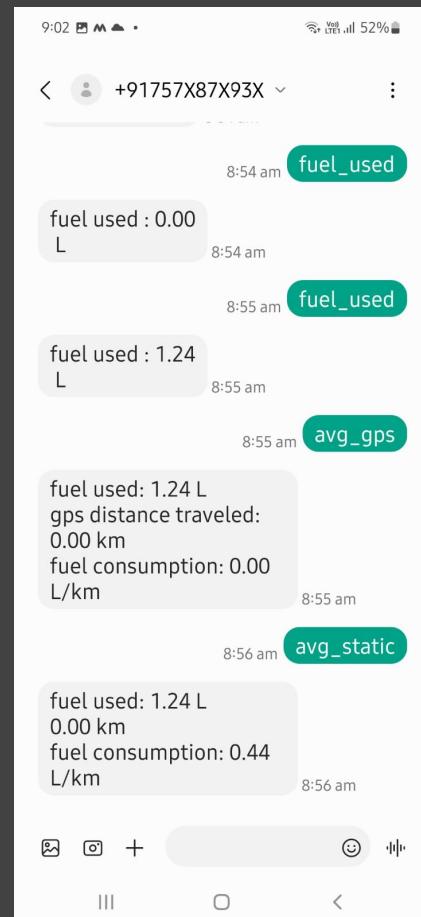 9:02
Vo)) LTE1 52%
+91757X87X93X
8:54 am fuel_used
fuel used : 0.00
L
8:54 am
8:55 am fuel_used
fuel used : 1.24
L
8:55 am
8:55 am avg_gps
fuel used: 1.24 L
gps distance traveled:
0.00 km
fuel consumption: 0.00
L/km
8:55 am
8:56 am avg_static
fuel used: 1.24 L
0.00 km
fuel consumption: 0.44
L/km
8:56 am